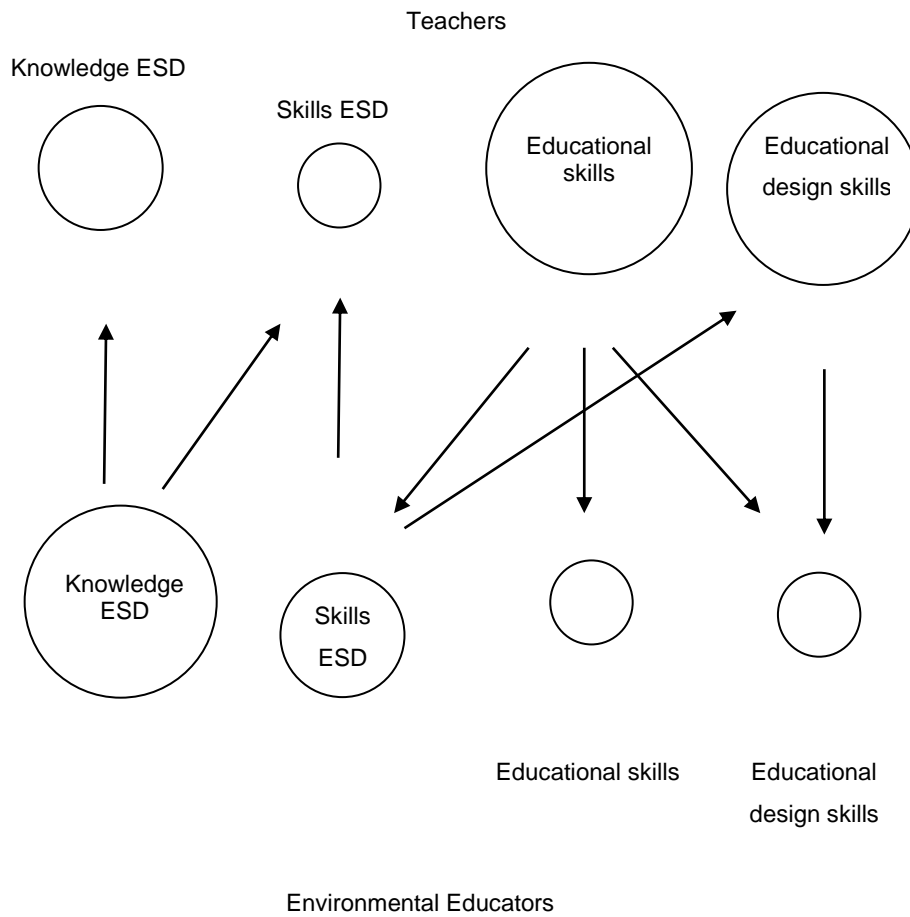 Teachers
Knowledge ESD
Skills ESD
Educational
skills
Educational
design skills
Knowledge
ESD
Skills
ESD
Educational skills
Educational
design skills
Environmental Educators